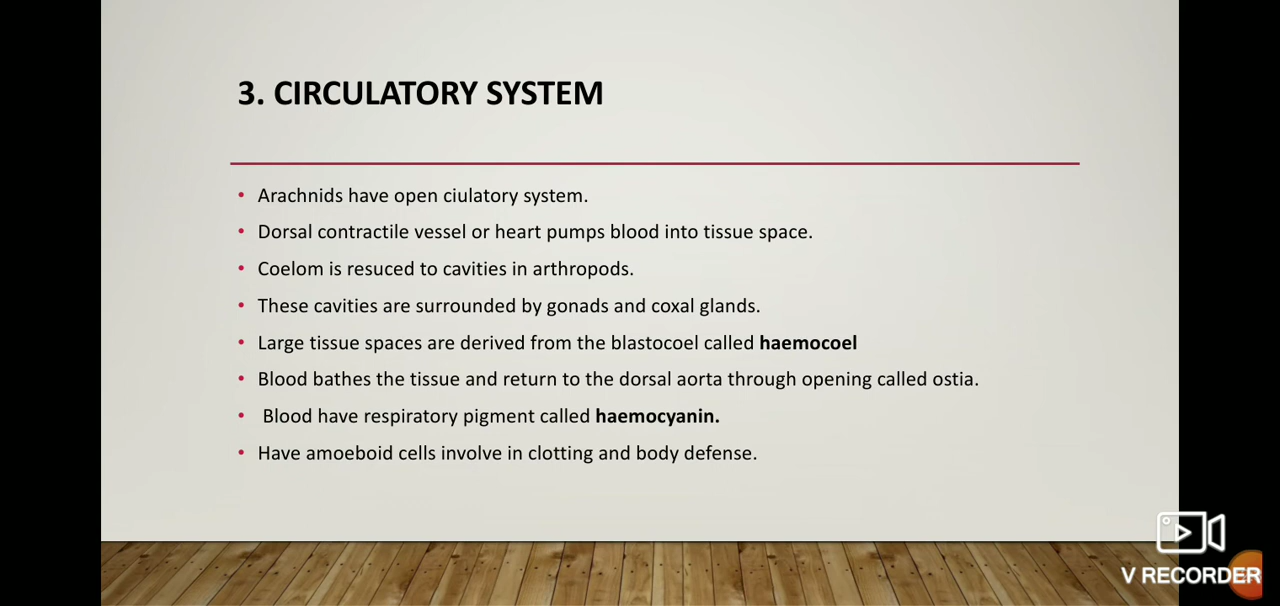 3. CIRCULATORY SYSTEM
• Arachnids have open ciulatory system.
• Dorsal contractile vessel or heart pumps blood into tissue space.
• Coelom is resuced to cavities in arthropods.
• These cavities are surrounded by gonads and coxal glands.
• Large tissue spaces are derived from the blastocoel called haemocoel
• Blood bathes the tissue and return to the dorsal aorta through opening called ostia.
• Blood have respiratory pigment called haemocyanin.
• Have amoeboid cells involve in clotting and body defense.
V RECORDER